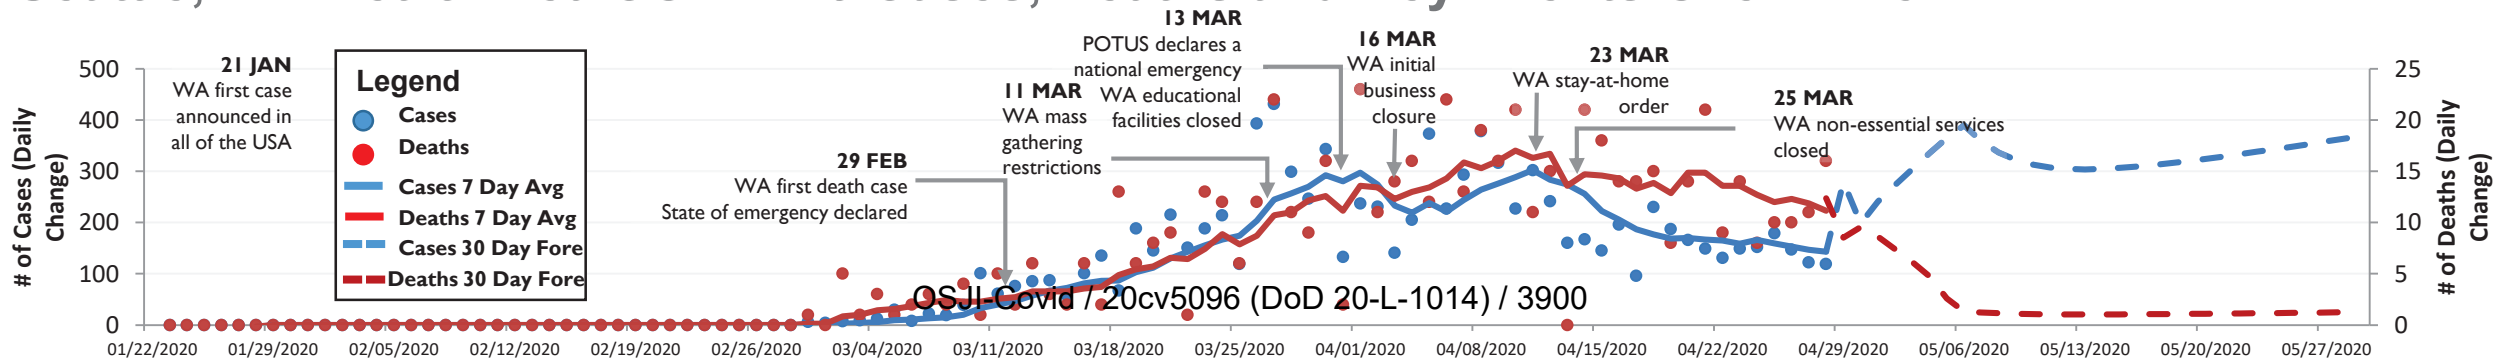 13 MAR
POTUS declares a
national emergency
WA educational
facilities closed
16 MAR
WA initial
business
closure
23 MAR
WA stay-at-home
order
25 MAR
WA non-essential services
closed
21 JAN
WA first case
announced in
all of the USA
Legend
Cases
Deaths
Cases 7 Day Avg
Deaths 7 Day Avg
Cases 30 Day Fore
Deaths 30 Day Fore
11 MAR
WA mass
gathering
restrictions
29 FEB
WA first death case
State of emergency declared
# of Cases (Daily
Change)
500
400
300
200
100
0
25
20
15
10
5
0
# of Deaths (Daily
Change)
OSJI-Covid / 20cv5096 (DoD 20-L-1014) / 3900
01/22/2020 01/29/2020 02/05/2020 02/12/2020 02/19/2020 02/26/2020 03/04/2020 03/11/2020 03/18/2020 03/25/2020 04/01/2020 04/08/2020 04/15/2020 04/22/2020 04/29/2020 05/06/2020 05/13/2020 05/20/2020 05/27/2020